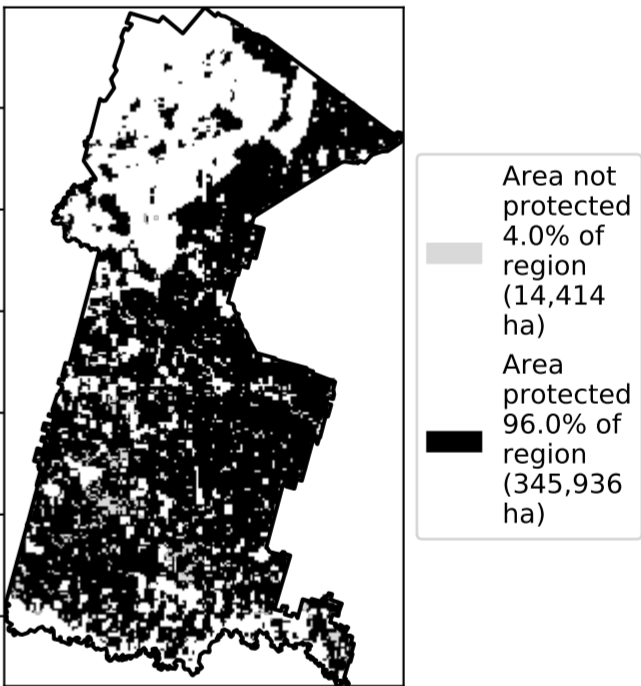 Area not
protected
4.0% of
region
(14,414
ha)
Area
protected
96.0% of
region
(345,936
ha)